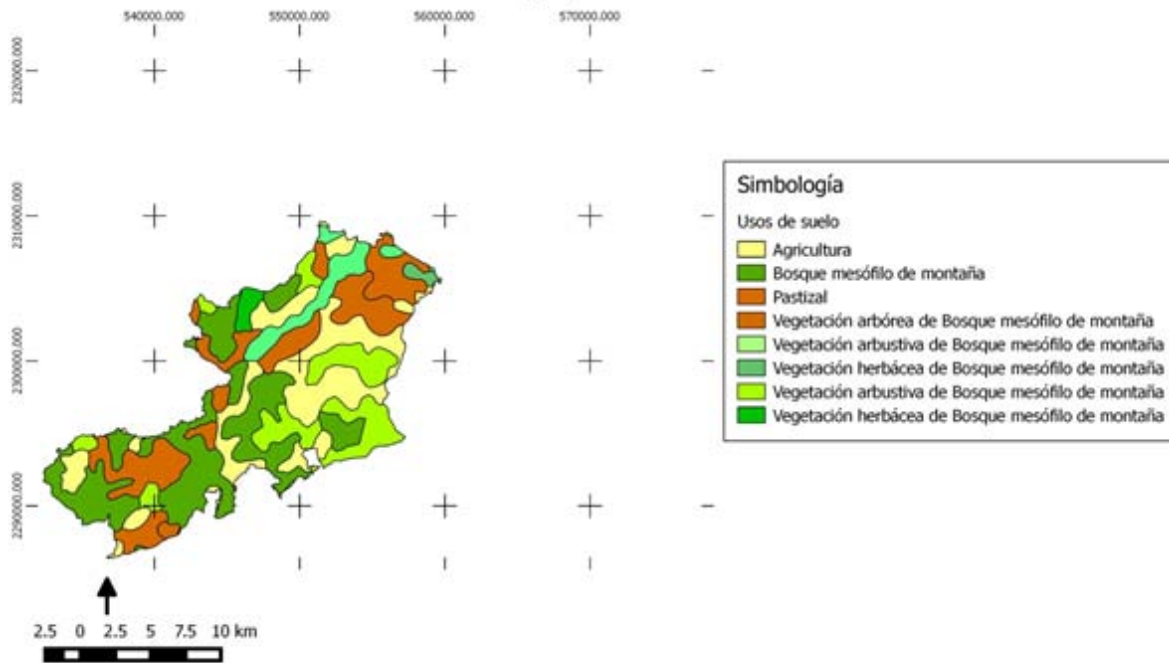 540000.000 550000.000 560000.000 570000.000
2320000.000
2310000.000
2300000.000
2290000.000
Simbología
Usos de suelo
Agricultura
Bosque mesófilo de montaña
Pastizal
Vegetación arbórea de Bosque mesófilo de montaña
Vegetación arbustiva de Bosque mesófilo de montaña
Vegetación herbácea de Bosque mesófilo de montaña
Vegetación arbustiva de Bosque mesófilo de montaña
Vegetación herbácea de Bosque mesófilo de montaña
2.5 0 2.5 5 7.5 10 km